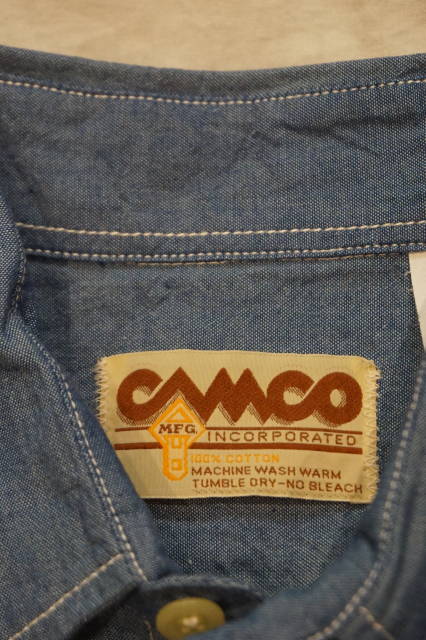 CAMCO
MFG. INCORPORATED
100% COTTON
MACHINE WASH WARM
TUMBLE DRY-NO BLEACH